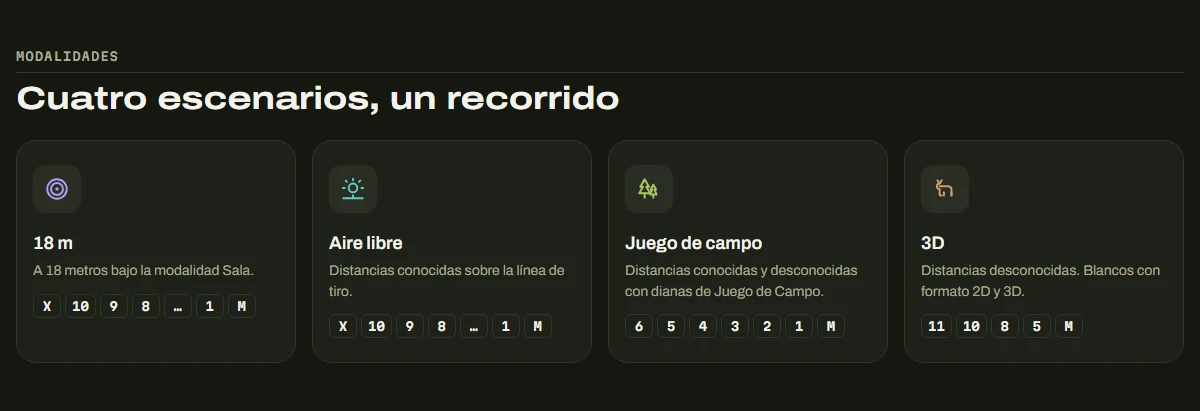 MODALIDADES
Cuatro escenarios, un recorrido
18 m
A 18 metros bajo la modalidad Sala.
X 10 9 8 … 1 M
Aire libre
Distancias conocidas sobre la línea de
tiro.
X 10 9 8 … 1 M
Juego de campo
Distancias conocidas y desconocidas
con dianas de Juego de Campo.
6 5 4 3 2 1 M
3D
Distancias desconocidas. Blancos con
formato 2D y 3D.
11 10 8 5 M